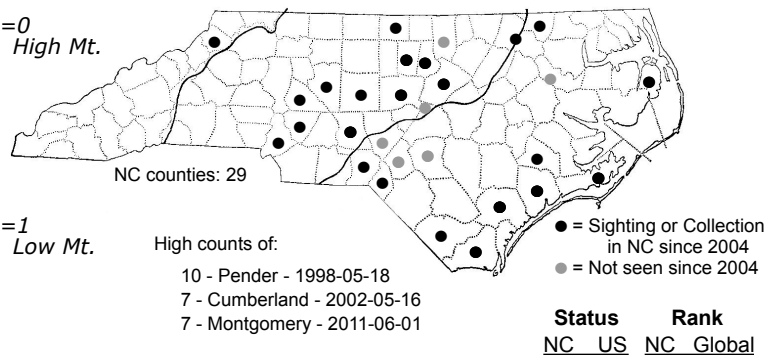 =0
High Mt.
NC counties: 29
=1
Low Mt.
High counts of:
10 - Pender - 1998-05-18
7 - Cumberland - 2002-05-16
7 - Montgomery - 2011-06-01
= Sighting or Collection
in NC since 2004
= Not seen since 2004
Status Rank
NC US NC Global